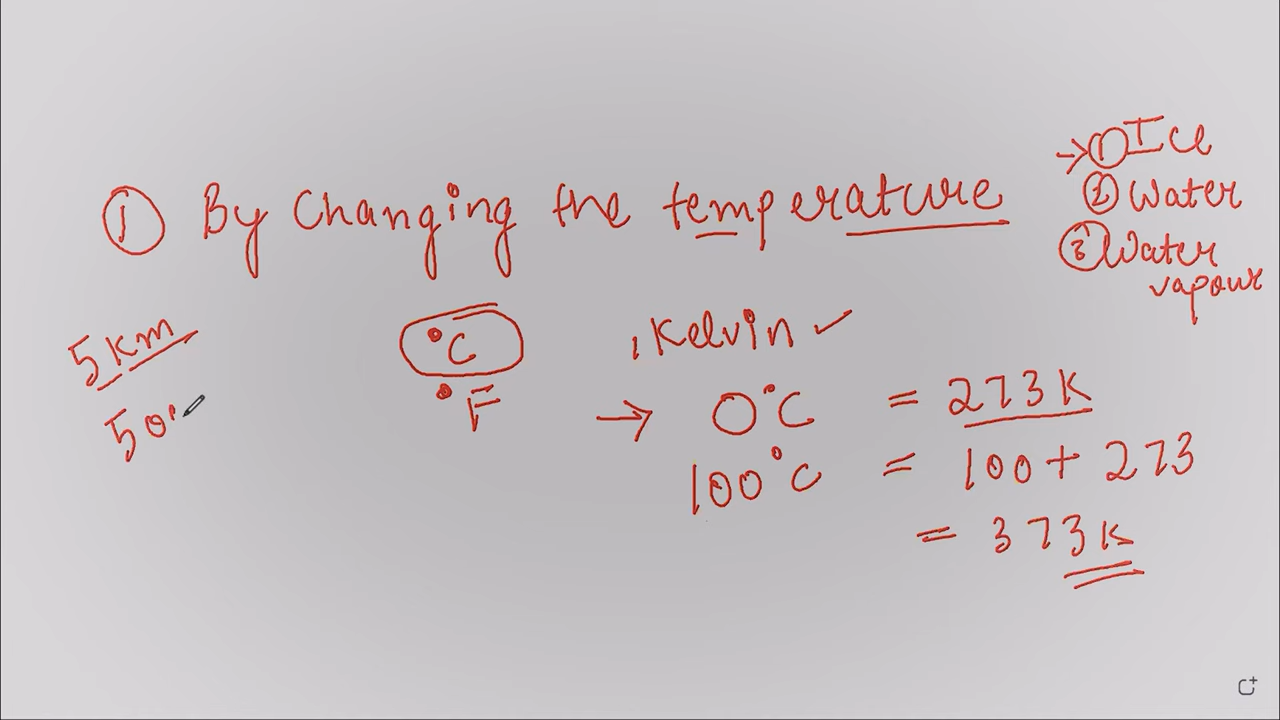 ① By Changing the temperature
→ ① Ice
② Water
③ Water
vapour
5 km
°C
°F
, Kelvin ✓
→ 0°C = 273 K
100°C = 100 + 273
= 373 K